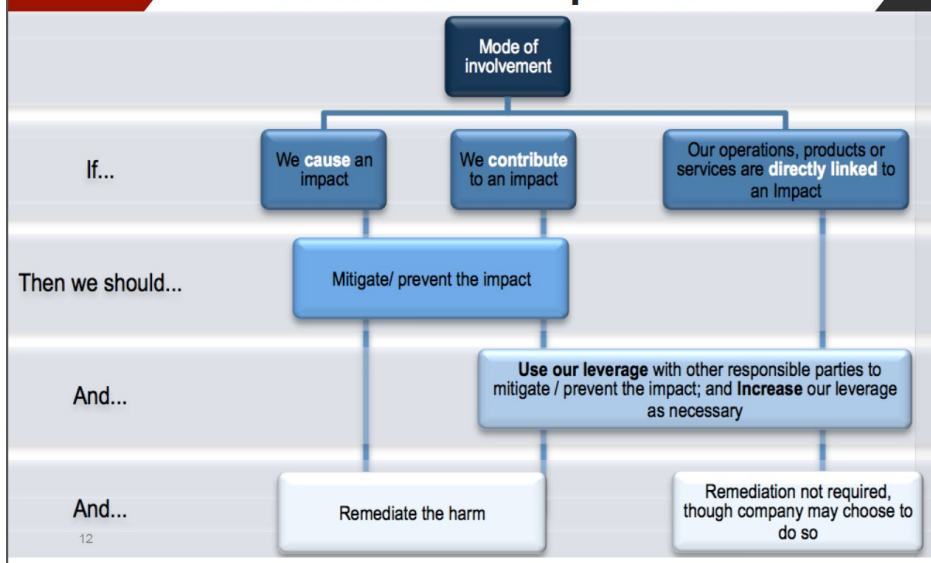 Mode of
involvement
If...
We cause an
impact
We contribute
to an impact
Our operations, products or
services are directly linked to
an Impact
Then we should...
Mitigate/ prevent the impact
And...
Use our leverage with other responsible parties to
mitigate / prevent the impact; and Increase our leverage
as necessary
And...
Remediate the harm
Remediation not required,
though company may choose to
do so
12